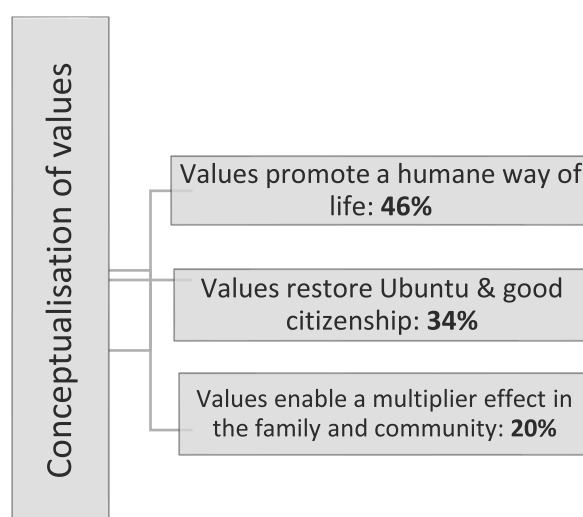 Conceptualisation of values
Values promote a humane way of
life: 46%
Values restore Ubuntu & good
citizenship: 34%
Values enable a multiplier effect in
the family and community: 20%